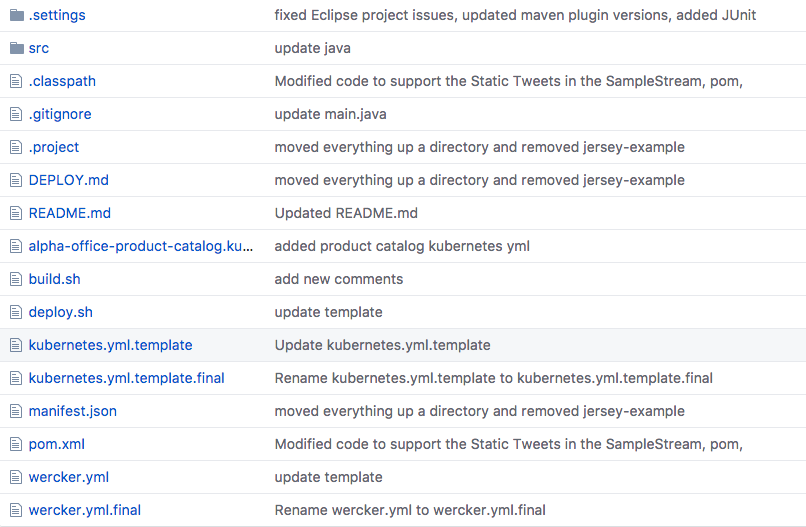 .settings fixed Eclipse project issues, updated maven plugin versions, added JUnit
src update java
.classpath Modified code to support the Static Tweets in the SampleStream, pom,
.gitignore update main.java
.project moved everything up a directory and removed jersey-example
DEPLOY.md moved everything up a directory and removed jersey-example
README.md Updated README.md
alpha-office-product-catalog.ku... added product catalog kubernetes yml
build.sh add new comments
deploy.sh update template
kubernetes.yml.template Update kubernetes.yml.template
kubernetes.yml.template.final Rename kubernetes.yml.template to kubernetes.yml.template.final
manifest.json moved everything up a directory and removed jersey-example
pom.xml Modified code to support the Static Tweets in the SampleStream, pom,
wercker.yml update template
wercker.yml.final Rename wercker.yml to wercker.yml.final